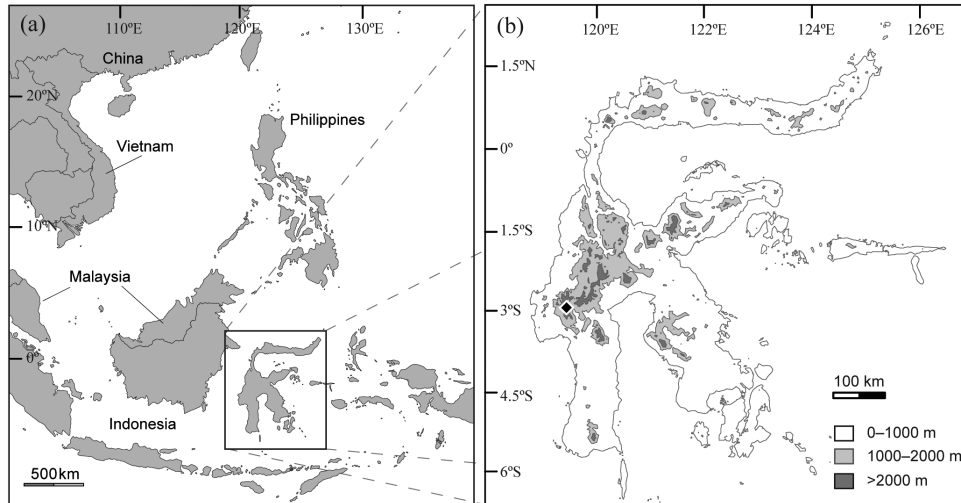 (a)
110ºE
120ºE
130ºE
China
20ºN
Philippines
Vietnam
10ºN
Malaysia
0º
Indonesia
500km
(b)
120ºE
122ºE
124ºE
126ºE
1.5ºN
0º
1.5ºS
3ºS
4.5ºS
6ºS
100 km
0–1000 m
1000–2000 m
>2000 m